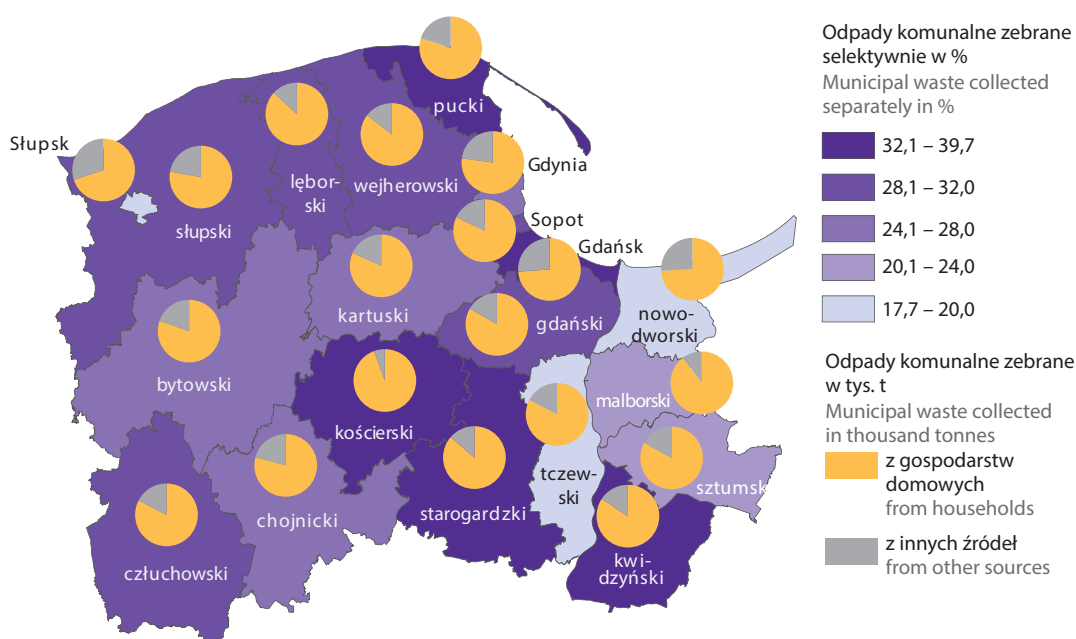 Odpady komunalne zebrane
selektywnie w %
Municipal waste collected
separately in %
32,1 – 39,7
28,1 – 32,0
24,1 – 28,0
20,1 – 24,0
17,7 – 20,0
Odpady komunalne zebrane
w tys. t
Municipal waste collected
in thousand tonnes
z gospodarstw
domowych
from households
z innych źródeł
from other sources
pucki
Słupsk
Gdynia
lębor-
ski
wejherowski
słupski
Sopot
Gdańsk
kartuski
gdański
nowo-
dworski
bytowski
malborski
kościerski
tczew-
ski
sztumski
starogardzki
chojnicki
kwi-
dzyński
człuchowski